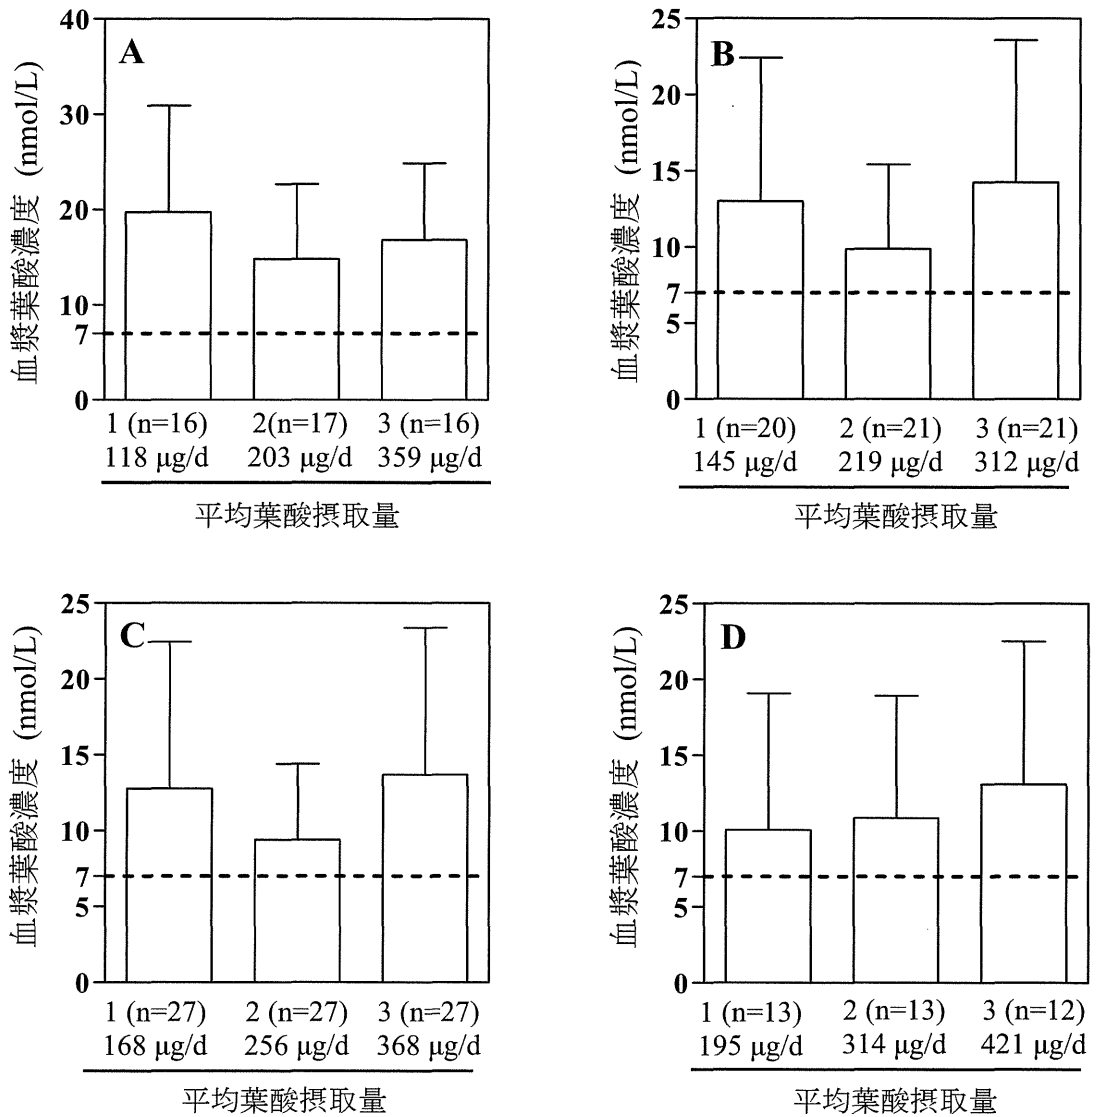 A
血漿葉酸濃度 (nmol/L)
40
30
20
10
7
0
1 (n=16) 2(n=17) 3 (n=16)
118 μg/d 203 μg/d 359 μg/d
平均葉酸摂取量
B
血漿葉酸濃度 (nmol/L)
25
20
15
10
7
5
0
1 (n=20) 2 (n=21) 3 (n=21)
145 μg/d 219 μg/d 312 μg/d
平均葉酸摂取量
C
血漿葉酸濃度 (nmol/L)
25
20
15
10
7
5
0
1 (n=27) 2 (n=27) 3 (n=27)
168 μg/d 256 μg/d 368 μg/d
平均葉酸摂取量
D
血漿葉酸濃度 (nmol/L)
25
20
15
10
7
5
0
1 (n=13) 2 (n=13) 3 (n=12)
195 μg/d 314 μg/d 421 μg/d
平均葉酸摂取量